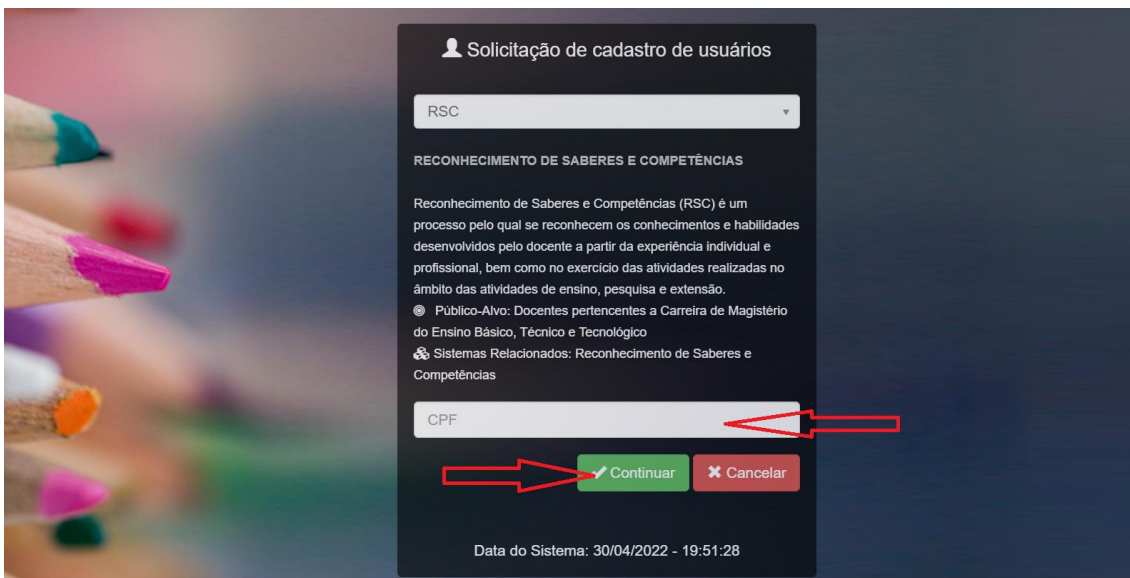 Solicitação de cadastro de usuários
RSC
RECONHECIMENTO DE SABERES E COMPETÊNCIAS
Reconhecimento de Saberes e Competências (RSC) é um
processo pelo qual se reconhecem os conhecimentos e habilidades
desenvolvidos pelo docente a partir da experiência individual e
profissional, bem como no exercício das atividades realizadas no
âmbito das atividades de ensino, pesquisa e extensão.
Público-Alvo: Docentes pertencentes a Carreira de Magistério
do Ensino Básico, Técnico e Tecnológico
Sistemas Relacionados: Reconhecimento de Saberes e
Competências
CPF
Continuar
Cancelar
Data do Sistema: 30/04/2022 - 19:51:28